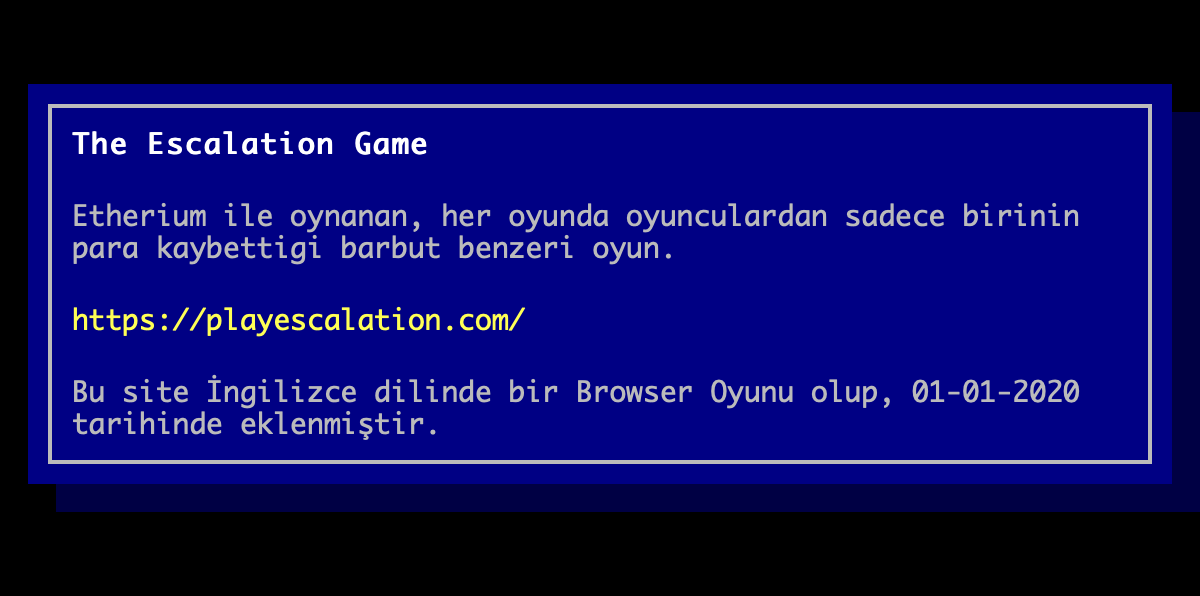 The Escalation Game
Etherium ile oynanan, her oyunda oyunculardan sadece birinin
para kaybettigi barbut benzeri oyun.
https://playescalation.com/
Bu site İngilizce dilinde bir Browser Oyunu olup, 01-01-2020
tarihinde eklenmiştir.